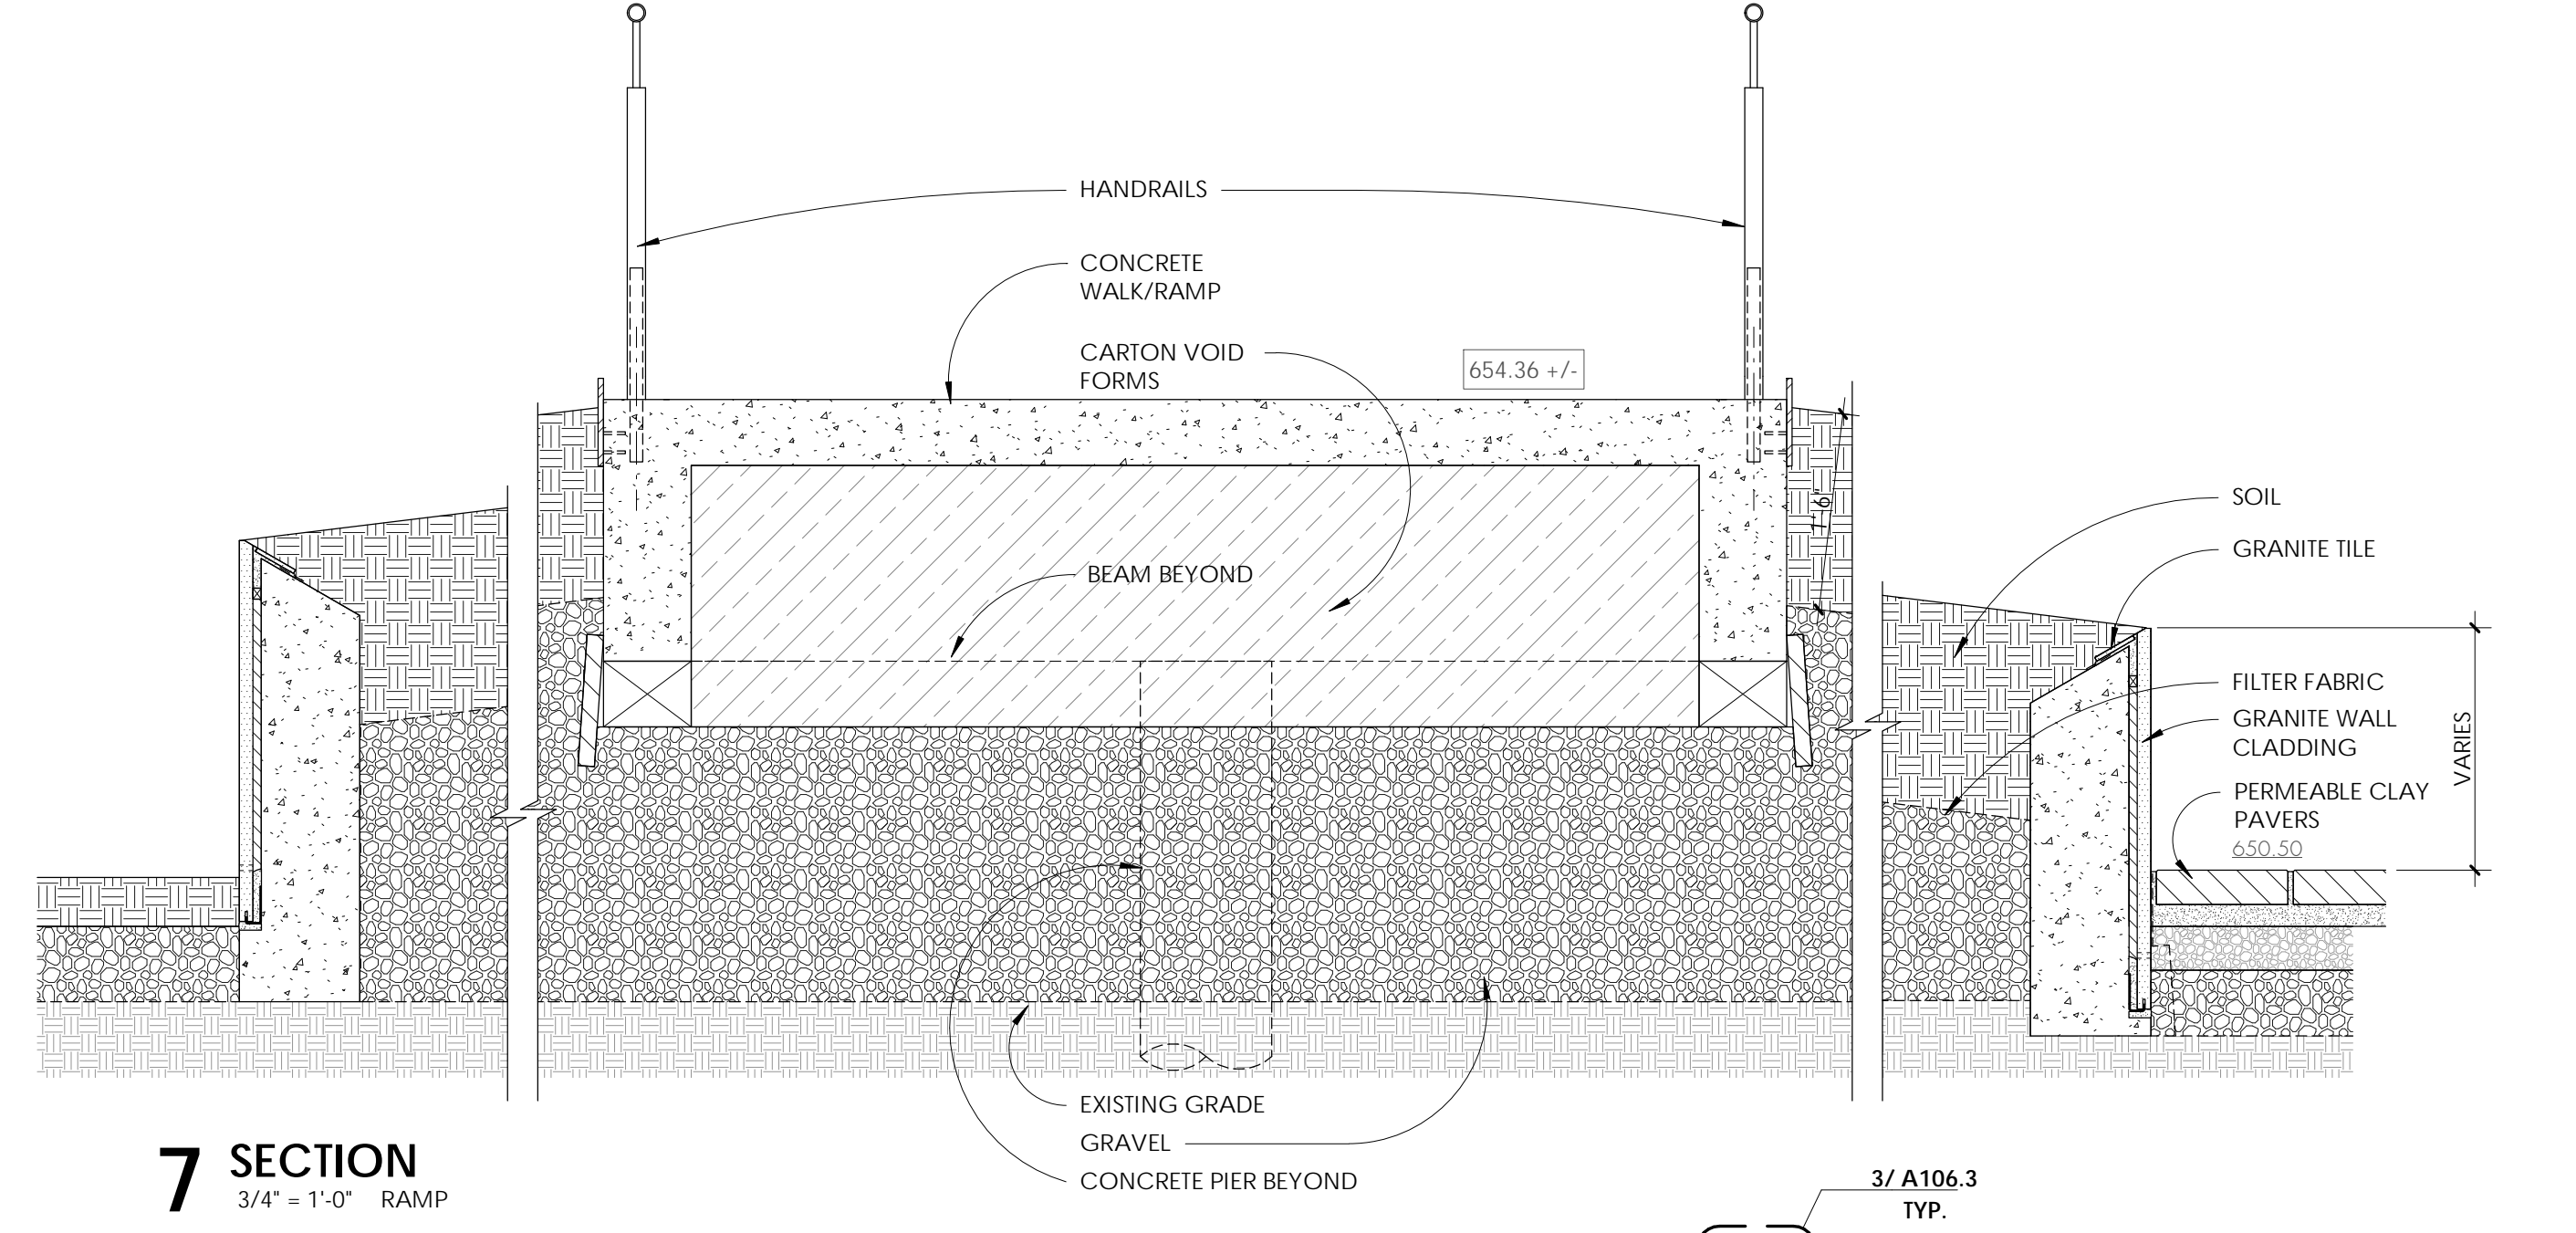 HANDRAILS
CONCRETE
WALK/RAMP
CARTON VOID
FORMS
654.36 +/-
BEAM BEYOND
1'6"
SOIL
GRANITE TILE
FILTER FABRIC
GRANITE WALL
CLADDING
PERMEABLE CLAY
PAVERS
650.50
VARIES
EXISTING GRADE
GRAVEL
CONCRETE PIER BEYOND
7 SECTION
3/4" = 1'-0" RAMP
3/ A106.3
TYP.